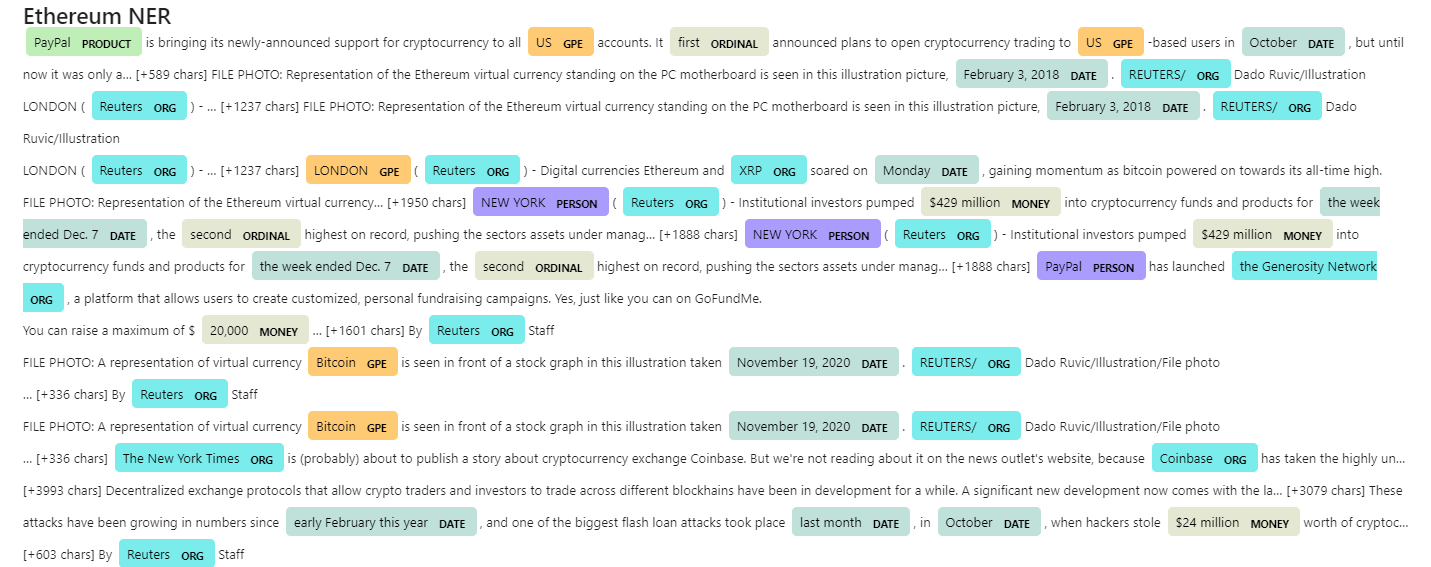 Ethereum NER
PayPal PRODUCT is bringing its newly-announced support for cryptocurrency to all US GPE accounts. It first ORDINAL announced plans to open cryptocurrency trading to US GPE -based users in October DATE , but until
now it was only a... [+589 chars] FILE PHOTO: Representation of the Ethereum virtual currency standing on the PC motherboard is seen in this illustration picture, February 3, 2018 DATE . REUTERS/ ORG Dado Ruvic/Illustration
LONDON ( Reuters ORG ) - ... [+1237 chars] FILE PHOTO: Representation of the Ethereum virtual currency standing on the PC motherboard is seen in this illustration picture, February 3, 2018 DATE . REUTERS/ ORG Dado
Ruvic/Illustration
LONDON ( Reuters ORG ) - ... [+1237 chars] LONDON GPE ( Reuters ORG ) - Digital currencies Ethereum and XRP ORG soared on Monday DATE , gaining momentum as bitcoin powered on towards its all-time high.
FILE PHOTO: Representation of the Ethereum virtual currency... [+1950 chars] NEW YORK PERSON ( Reuters ORG ) - Institutional investors pumped $429 million MONEY into cryptocurrency funds and products for the week
ended Dec. 7 DATE , the second ORDINAL highest on record, pushing the sectors assets under manag... [+1888 chars] NEW YORK PERSON ( Reuters ORG ) - Institutional investors pumped $429 million MONEY into
cryptocurrency funds and products for the week ended Dec. 7 DATE , the second ORDINAL highest on record, pushing the sectors assets under manag... [+1888 chars] PayPal PERSON has launched the Generosity Network
ORG , a platform that allows users to create customized, personal fundraising campaigns. Yes, just like you can on GoFundMe.
You can raise a maximum of $ 20,000 MONEY ... [+1601 chars] By Reuters ORG Staff
FILE PHOTO: A representation of virtual currency Bitcoin GPE is seen in front of a stock graph in this illustration taken November 19, 2020 DATE . REUTERS/ ORG Dado Ruvic/Illustration/File photo
... [+336 chars] By Reuters ORG Staff
FILE PHOTO: A representation of virtual currency Bitcoin GPE is seen in front of a stock graph in this illustration taken November 19, 2020 DATE . REUTERS/ ORG Dado Ruvic/Illustration/File photo
... [+336 chars] The New York Times ORG is (probably) about to publish a story about cryptocurrency exchange Coinbase. But we're not reading about it on the news outlet's website, because Coinbase ORG has taken the highly un...
[+3993 chars] Decentralized exchange protocols that allow crypto traders and investors to trade across different blockhains have been in development for a while. A significant new development now comes with the la... [+3079 chars] These
attacks have been growing in numbers since early February this year DATE , and one of the biggest flash loan attacks took place last month DATE , in October DATE , when hackers stole $24 million MONEY worth of cryptoc...
[+603 chars] By Reuters ORG Staff